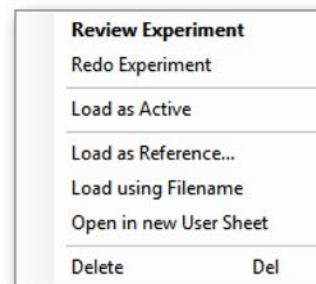 Review Experiment
Redo Experiment
Load as Active
Load as Reference...
Load using Filename
Open in new User Sheet
Delete Del